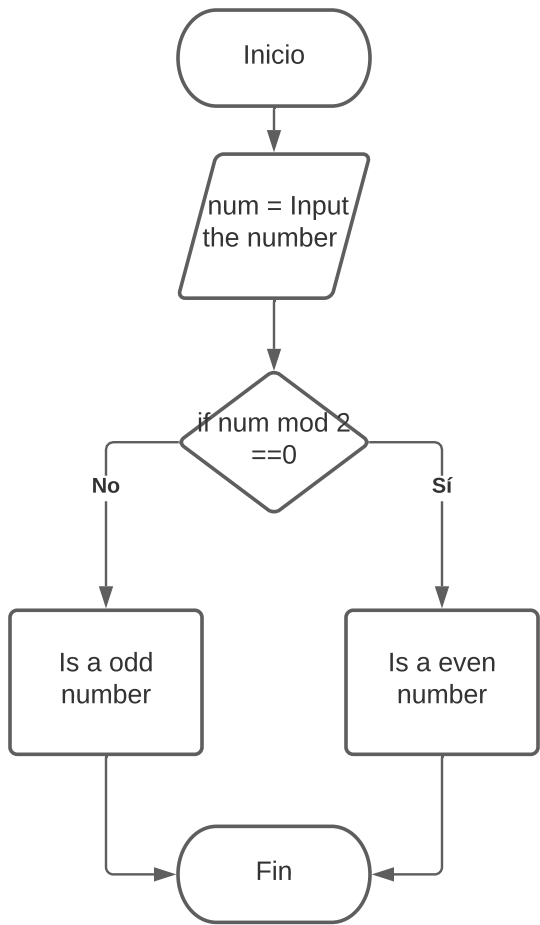 Inicio
num = Input
the number
if num mod 2
==0
No
Sí
Is a odd
number
Is a even
number
Fin